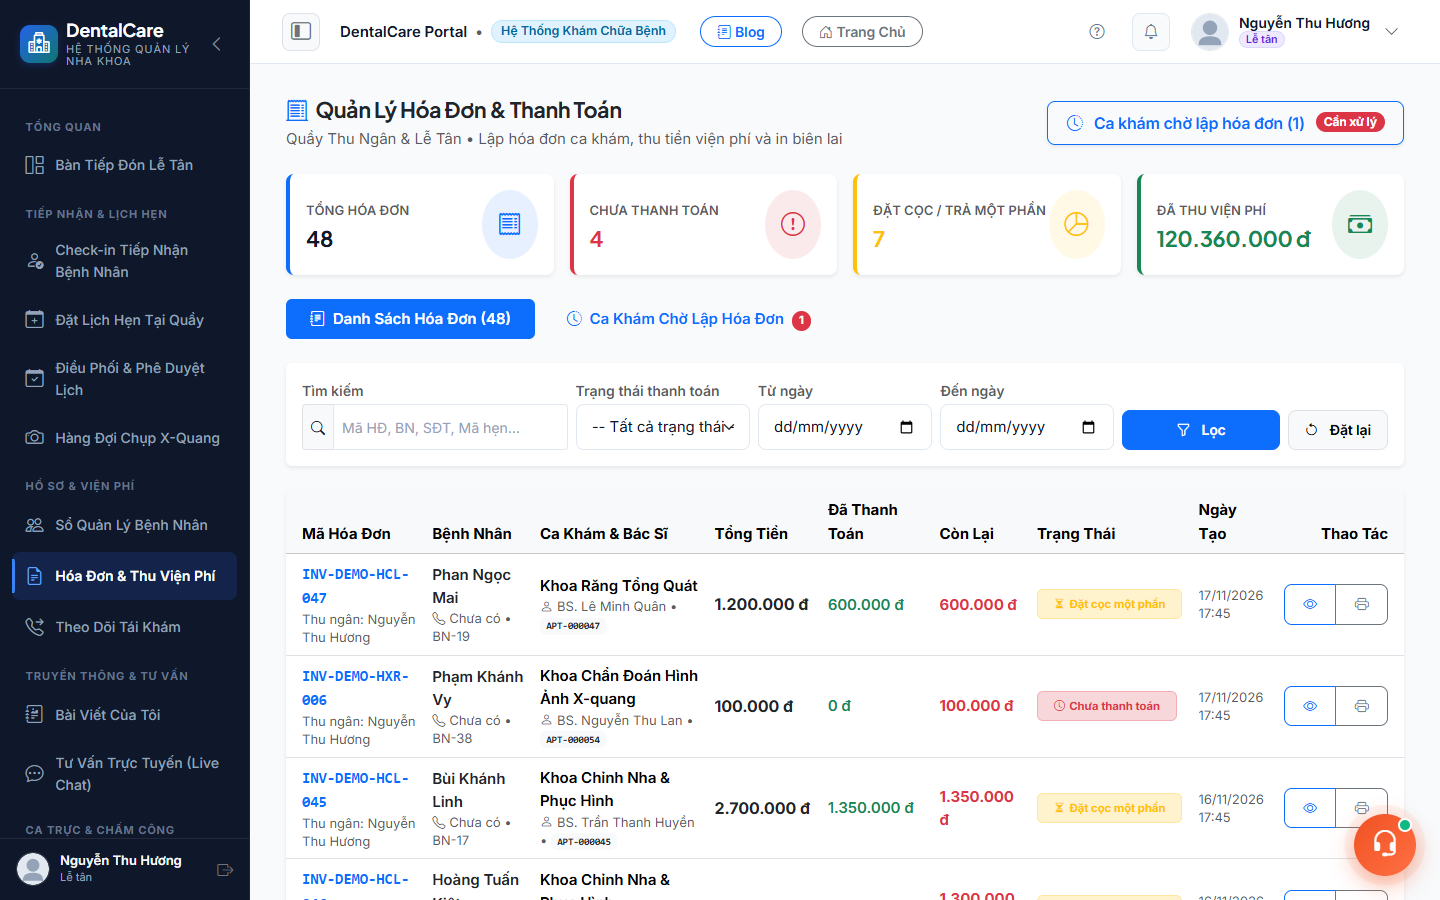 DentalCare
HỆ THỐNG QUẢN LÝ
NHA KHOA
TỔNG QUAN
Bàn Tiếp Đón Lễ Tân
TIẾP NHẬN & LỊCH HẸN
Check-in Tiếp Nhận
Bệnh Nhân
Đặt Lịch Hẹn Tại Quầy
Điều Phối & Phê Duyệt
Lịch
Hàng Đợi Chụp X-Quang
HỒ SƠ & VIỆN PHÍ
Sổ Quản Lý Bệnh Nhân
Hóa Đơn & Thu Viện Phí
Theo Dõi Tái Khám
TRUYỀN THÔNG & TƯ VẤN
Bài Viết Của Tôi
Tư Vấn Trực Tuyến (Live
Chat)
CA TRỰC & CHẤM CÔNG
Nguyễn Thu Hương
Lễ tân
DentalCare Portal • Hệ Thống Khám Chữa Bệnh Blog Trang Chủ
Nguyễn Thu Hương
Lễ tân
Quản Lý Hóa Đơn & Thanh Toán
Quầy Thu Ngân & Lễ Tân • Lập hóa đơn ca khám, thu tiền viện phí và in biên lai
Ca khám chờ lập hóa đơn (1) Cần xử lý
TỔNG HÓA ĐƠN
48
CHƯA THANH TOÁN
4
ĐẶT CỌC / TRẢ MỘT PHẦN
7
ĐÃ THU VIỆN PHÍ
120.360.000 đ
Danh Sách Hóa Đơn (48) Ca Khám Chờ Lập Hóa Đơn 1
Tìm kiếm Trạng thái thanh toán Từ ngày Đến ngày
Mã HĐ, BN, SĐT, Mã hẹn... -- Tất cả trạng thái dd/mm/yyyy dd/mm/yyyy Lọc Đặt lại
Mã Hóa Đơn Bệnh Nhân Ca Khám & Bác Sĩ Tổng Tiền Đã Thanh Toán Còn Lại Trạng Thái Ngày Tạo Thao Tác
INV-DEMO-HCL-
047
Thu ngân: Nguyễn
Thu Hương
Phan Ngọc
Mai
Chưa có •
BN-19
Khoa Răng Tổng Quát
BS. Lê Minh Quân •
APT-000047
1.200.000 đ
600.000 đ
600.000 đ
Đặt cọc một phần
17/11/2026
17:45
INV-DEMO-HXR-
006
Thu ngân: Nguyễn
Thu Hương
Phạm Khánh
Vy
Chưa có •
BN-38
Khoa Chẩn Đoán Hình
Ảnh X-quang
BS. Nguyễn Thu Lan •
APT-000054
100.000 đ
0 đ
100.000 đ
Chưa thanh toán
17/11/2026
17:45
INV-DEMO-HCL-
045
Thu ngân: Nguyễn
Thu Hương
Bùi Khánh
Linh
Chưa có •
BN-17
Khoa Chỉnh Nha &
Phục Hình
BS. Trần Thanh Huyền
• APT-000045
2.700.000 đ
1.350.000 đ
1.350.000
đ
Đặt cọc một phần
16/11/2026
17:45
INV-DEMO-HCL-
Hoàng Tuấn
Khoa Chỉnh Nha &
1.300.000